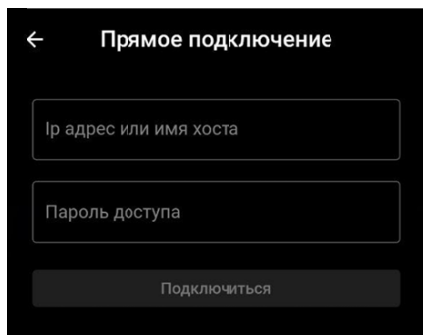 Прямое подключение
Ip адрес или имя хоста
Пароль доступа
Подключиться